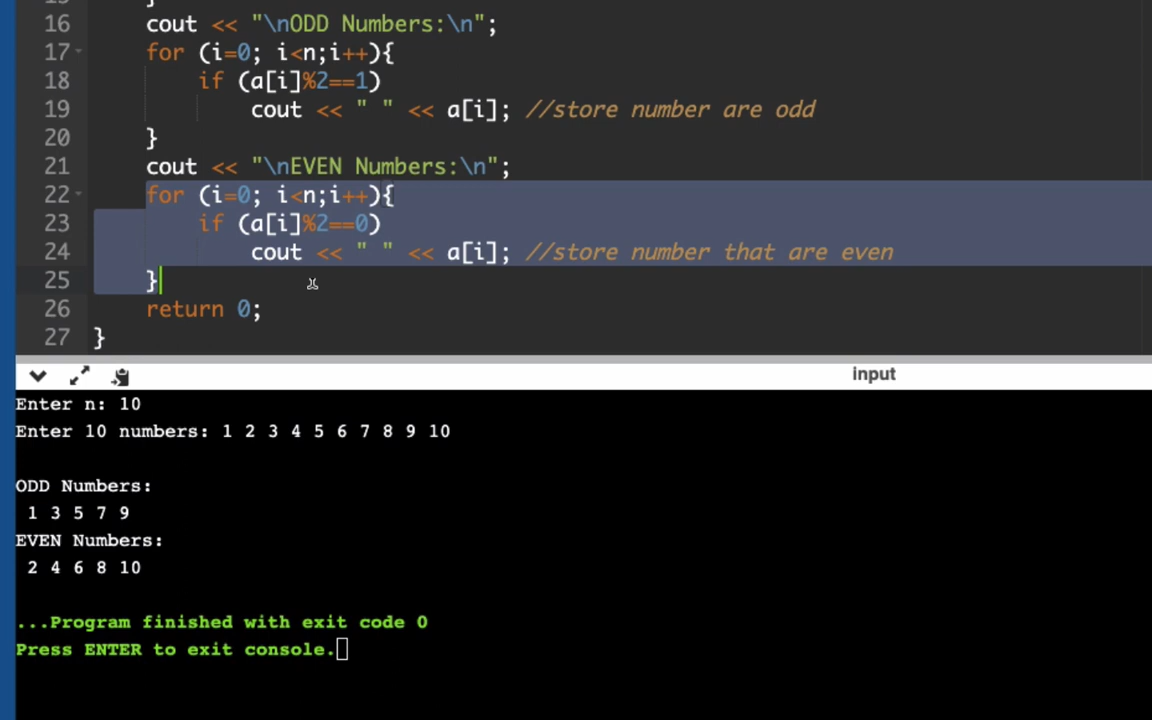 15 }
16 cout << "\nODD Numbers:\n";
17 for (i=0; i<n;i++){
18 if (a[i]%2==1)
19 cout << " " << a[i]; //store number are odd
20 }
21 cout << "\nEVEN Numbers:\n";
22 for (i=0; i<n;i++){
23 if (a[i]%2==0)
24 cout << " " << a[i]; //store number that are even
25 }
26 return 0;
27 }
input
Enter n: 10
Enter 10 numbers: 1 2 3 4 5 6 7 8 9 10
ODD Numbers:
1 3 5 7 9
EVEN Numbers:
2 4 6 8 10
...Program finished with exit code 0
Press ENTER to exit console.